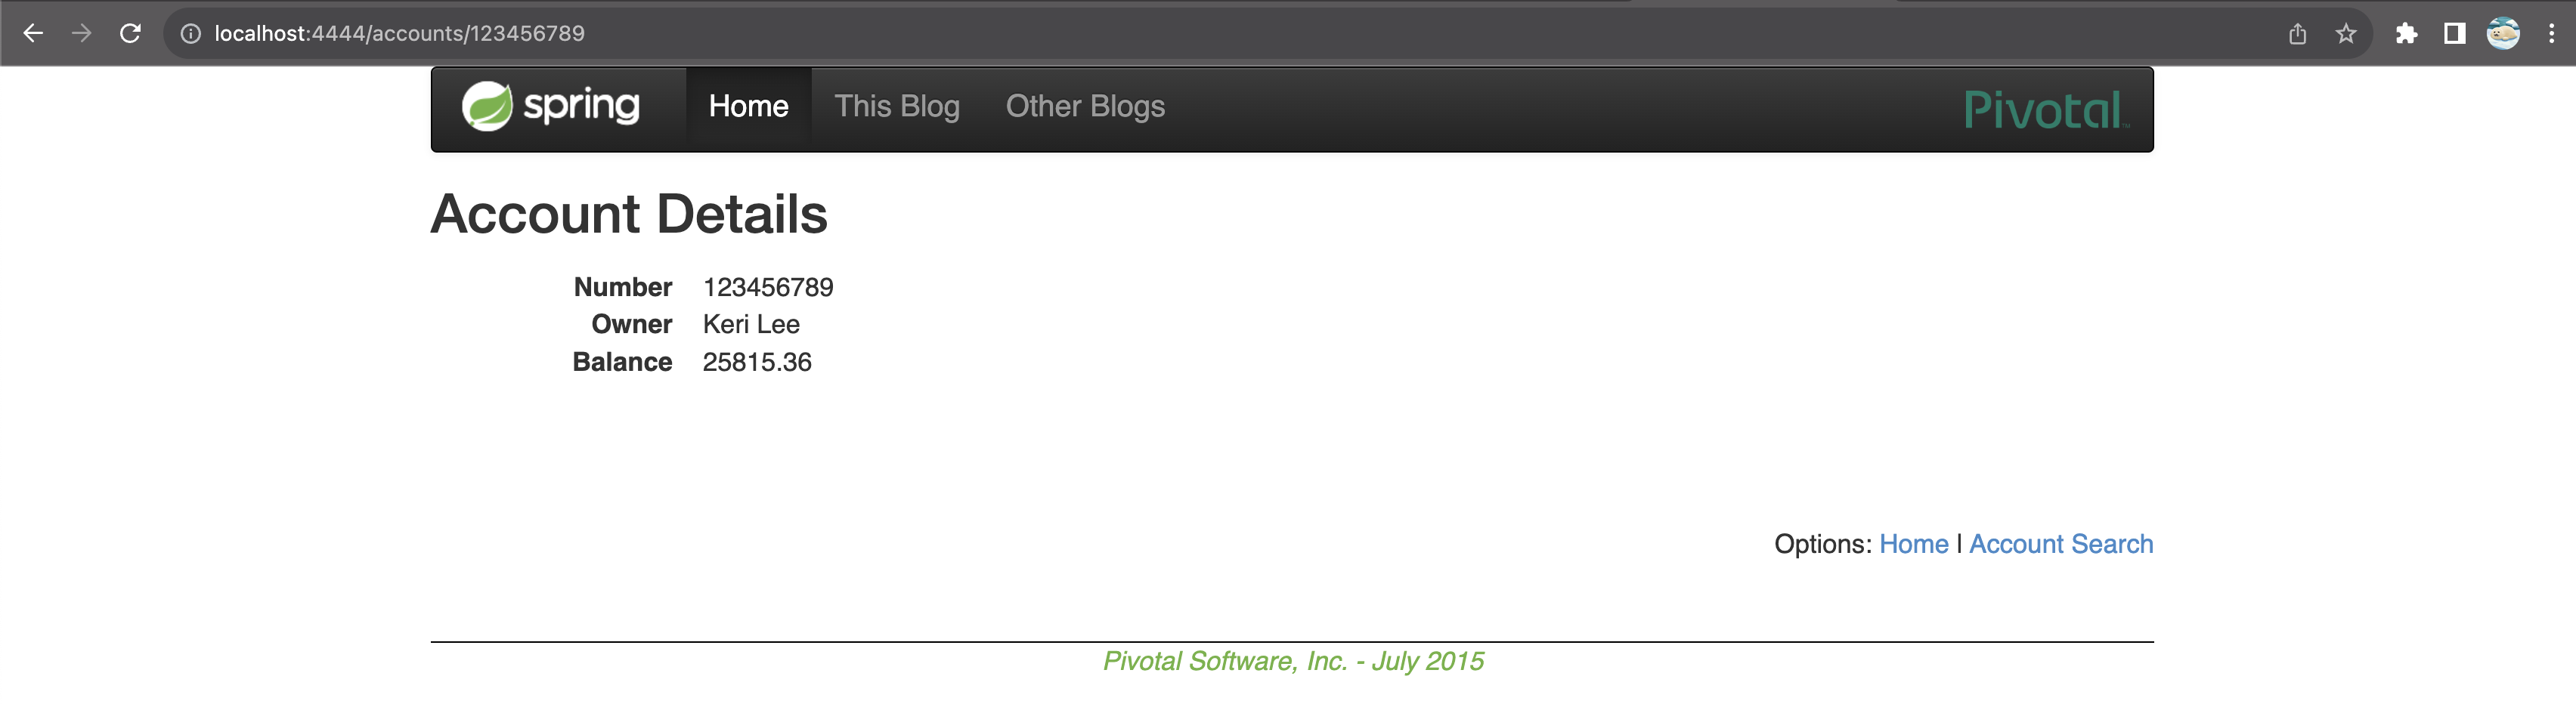 localhost:4444/accounts/123456789
spring Home This Blog Other Blogs Pivotal™
Account Details
Number 123456789
Owner Keri Lee
Balance 25815.36
Options: Home | Account Search
Pivotal Software, Inc. - July 2015